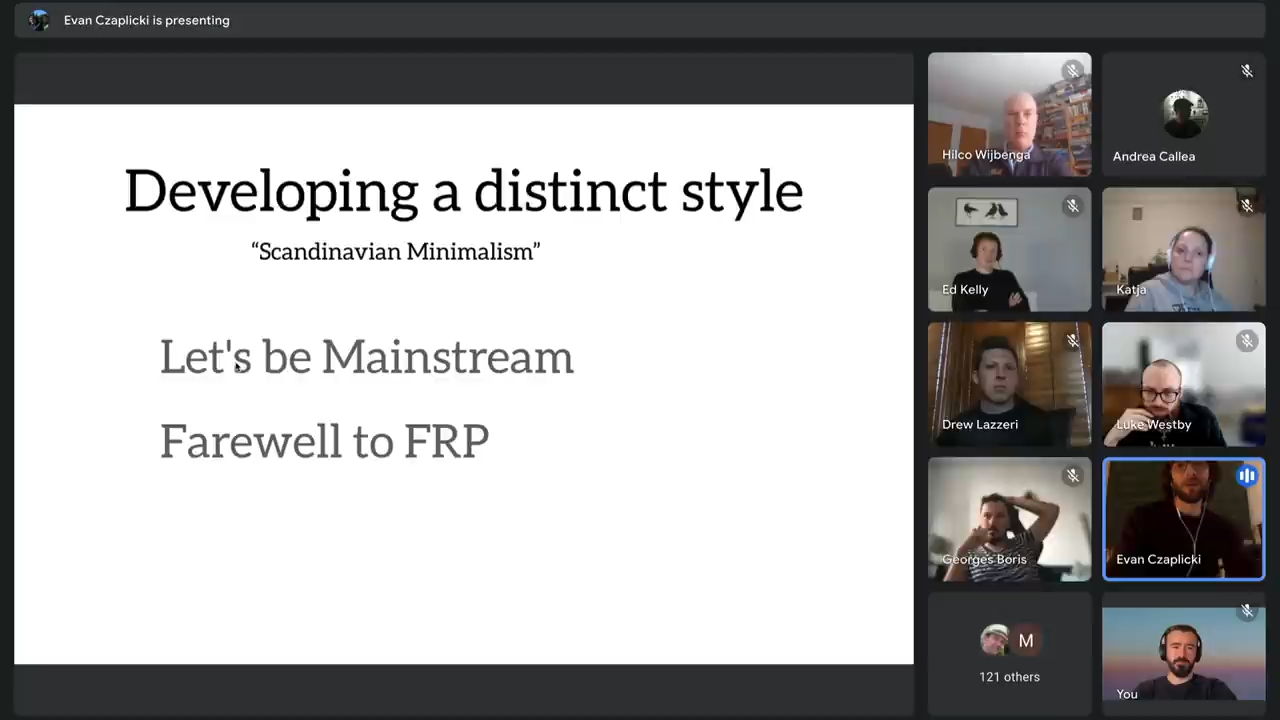 Evan Czaplicki is presenting
Developing a distinct style
“Scandinavian Minimalism”
Let's be Mainstream
Farewell to FRP
Hilco Wijbenga
Andrea Callea
Ed Kelly
Katja
Drew Lazzeri
Luke Westby
Georges Boris
Evan Czaplicki
M
121 others
You